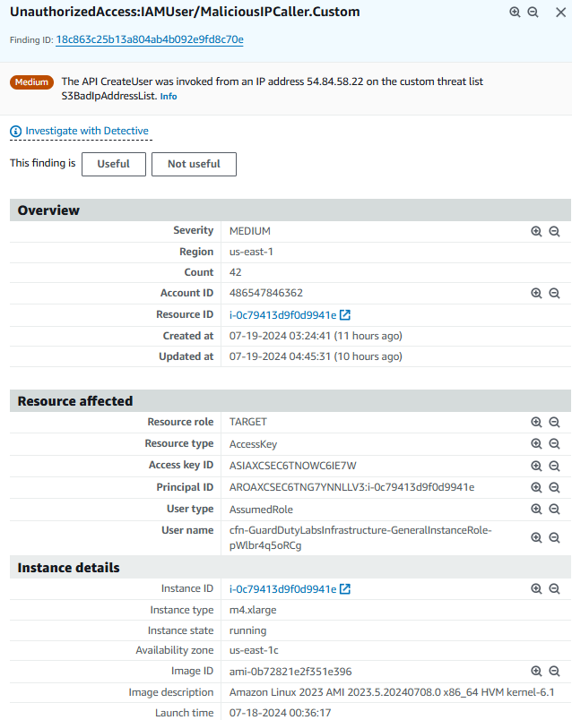 UnauthorizedAccess:IAMUser/MaliciousIPCaller.Custom
Finding ID: 18c863c25b13a804ab4b092e9fd8c70e
Medium The API CreateUser was invoked from an IP address 54.84.58.22 on the custom threat list
S3BadIpAddressList. Info
Investigate with Detective
This finding is Useful Not useful
Overview
Severity MEDIUM
Region us-east-1
Count 42
Account ID 486547846362
Resource ID i-0c79413d9f0d9941e
Created at 07-19-2024 03:24:41 (11 hours ago)
Updated at 07-19-2024 04:45:31 (10 hours ago)
Resource affected
Resource role TARGET
Resource type AccessKey
Access key ID ASIAXCSEC6TNOWC6IE7W
Principal ID AROAXCSEC6TNG7YNNLLV3:i-0c79413d9f0d9941e
User type AssumedRole
User name cfn-GuardDutyLabsInfrastructure-GeneralInstanceRole-
pWlbr4q5oRCg
Instance details
Instance ID i-0c79413d9f0d9941e
Instance type m4.xlarge
Instance state running
Availability zone us-east-1c
Image ID ami-0b72821e2f351e396
Image description Amazon Linux 2023 AMI 2023.5.20240708.0 x86_64 HVM kernel-6.1
Launch time 07-18-2024 00:36:17